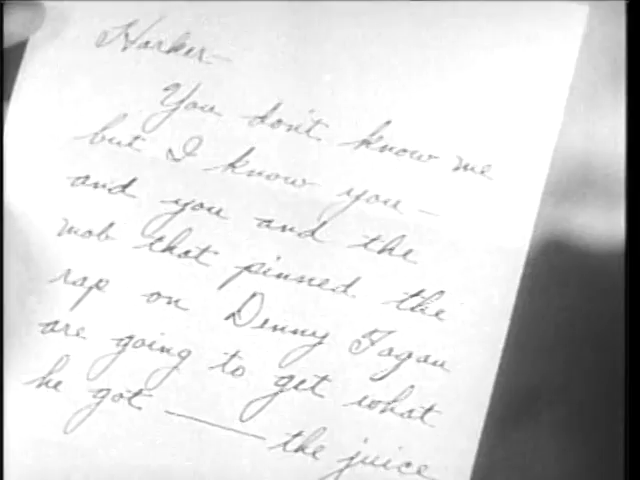 Harker—
You don't know me
but I know you—
and you and the
mob that pinned the
rap on Denny Fagan
are going to get what
he got — the juice